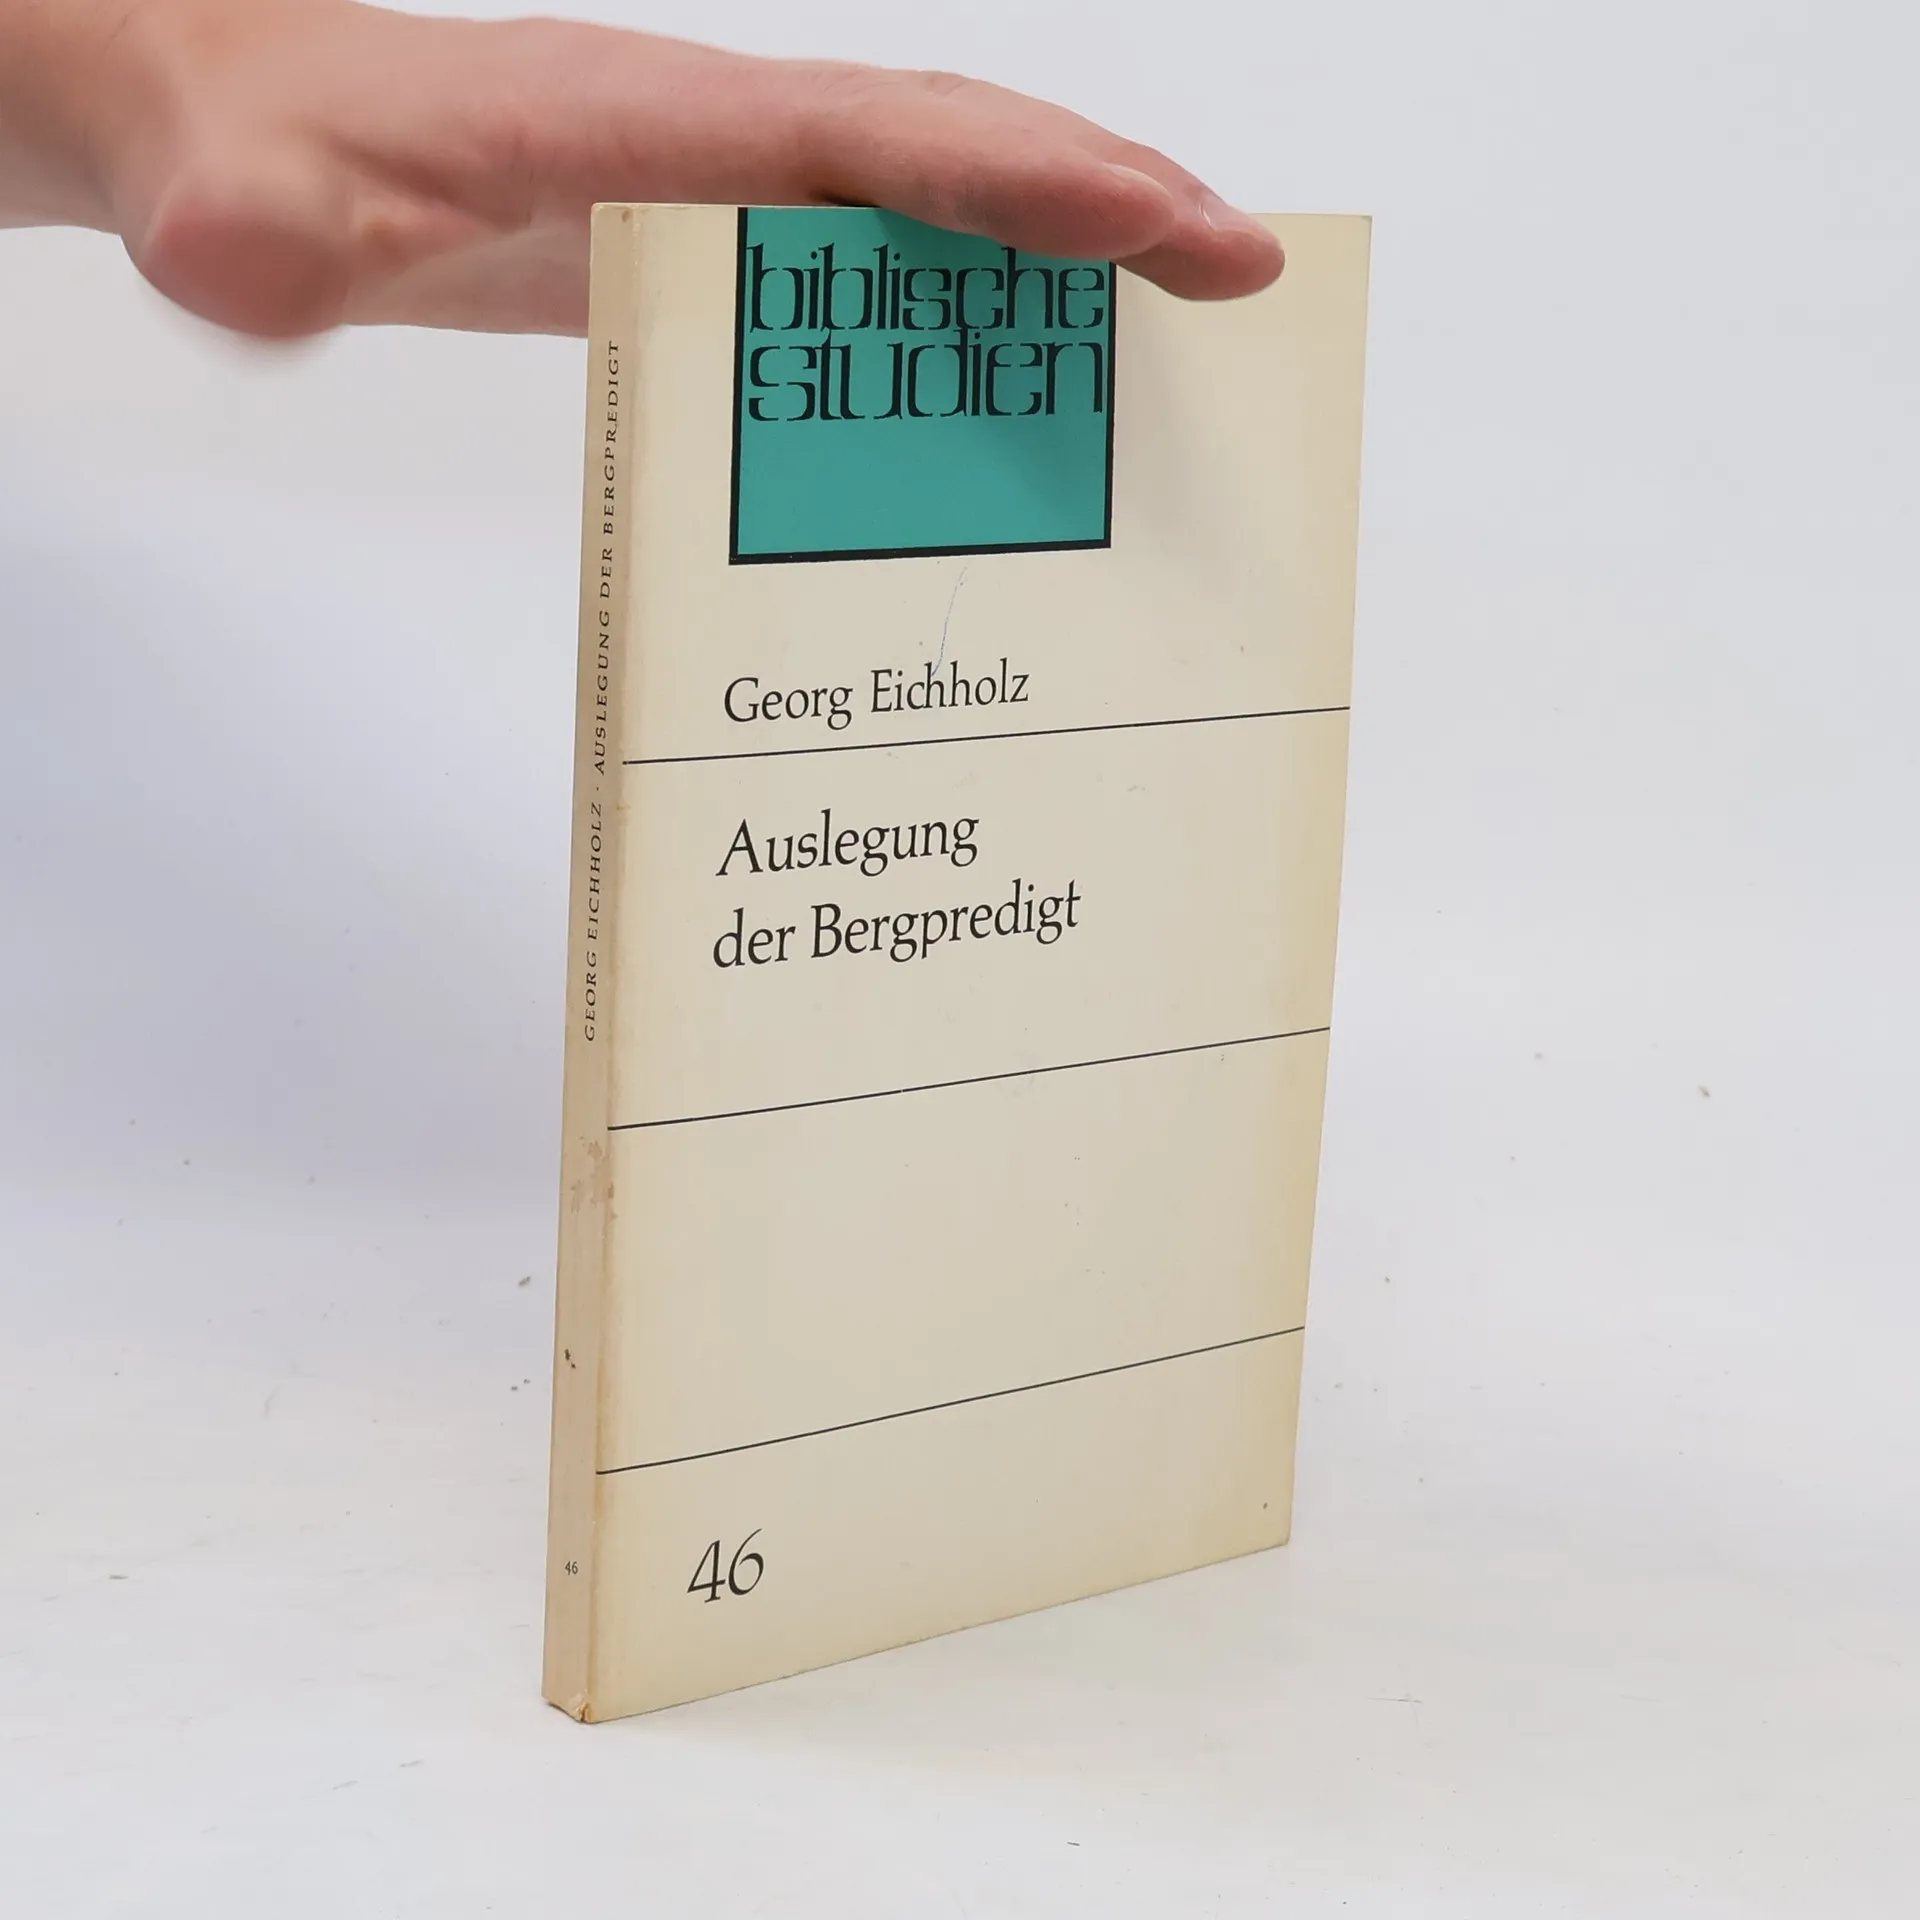 biblische
studien
Georg Eichholz
Auslegung
der Bergpredigt
46
GEORG EICHHOLZ · AUSLEGUNG DER BERGPREDIGT
46